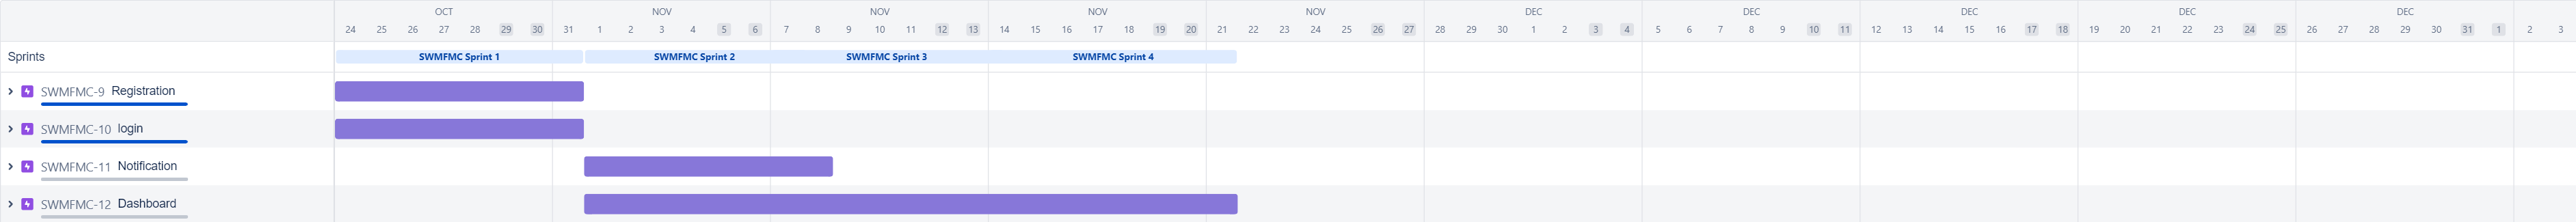 OCT NOV NOV NOV NOV DEC DEC DEC DEC DEC
24 25 26 27 28 29 30 31 1 2 3 4 5 6 7 8 9 10 11 12 13 14 15 16 17 18 19 20 21 22 23 24 25 26 27 28 29 30 1 2 3 4 5 6 7 8 9 10 11 12 13 14 15 16 17 18 19 20 21 22 23 24 25 26 27 28 29 30 31 1 2 3
Sprints SWMFMC Sprint 1 SWMFMC Sprint 2 SWMFMC Sprint 3 SWMFMC Sprint 4
SWMFMC-9 Registration
SWMFMC-10 login
SWMFMC-11 Notification
SWMFMC-12 Dashboard